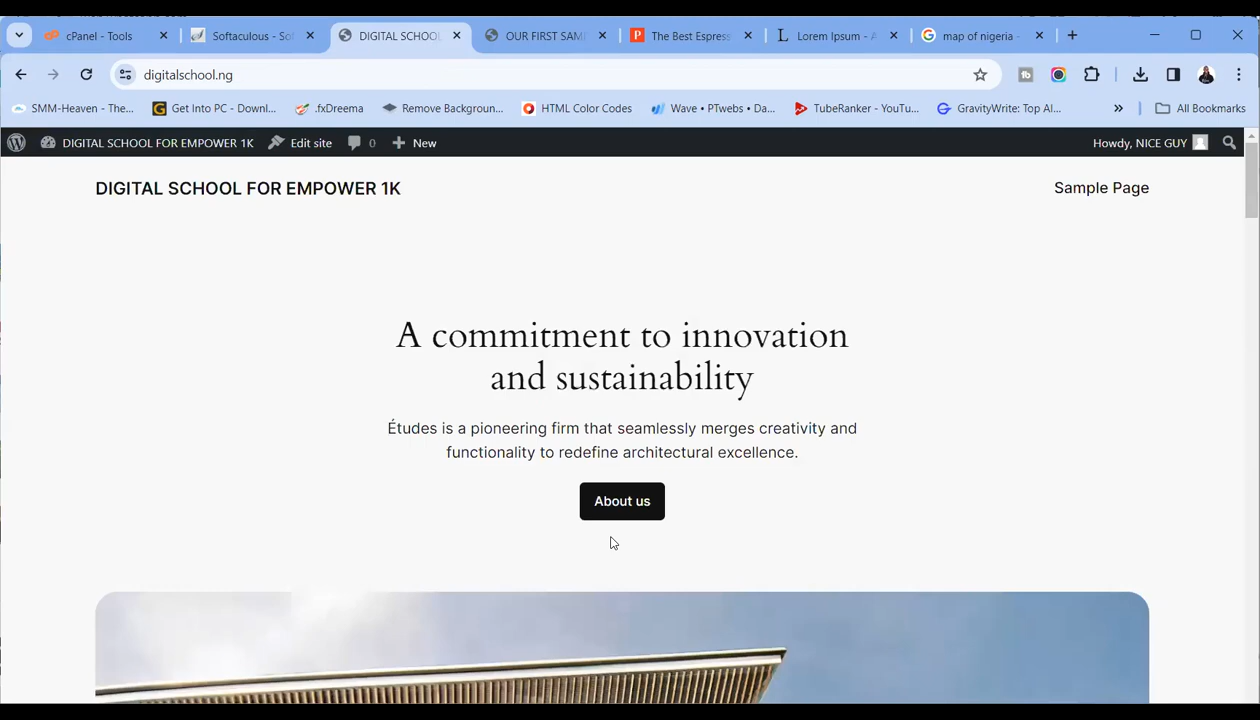 cPanel - Tools
Softaculous - So
DIGITAL SCHOOL
OUR FIRST SAM
The Best Espress
Lorem Ipsum - A
map of nigeria -
digitalschool.ng
SMM-Heaven - The...
Get Into PC - Downl...
.fxDreema
Remove Backgroun...
HTML Color Codes
Wave • PTwebs • Da...
TubeRanker - YouTu...
GravityWrite: Top AI...
»
All Bookmarks
DIGITAL SCHOOL FOR EMPOWER 1K
Edit site
0
New
Howdy, NICE GUY
DIGITAL SCHOOL FOR EMPOWER 1K
Sample Page
A commitment to innovation
and sustainability
Études is a pioneering firm that seamlessly merges creativity and
functionality to redefine architectural excellence.
About us